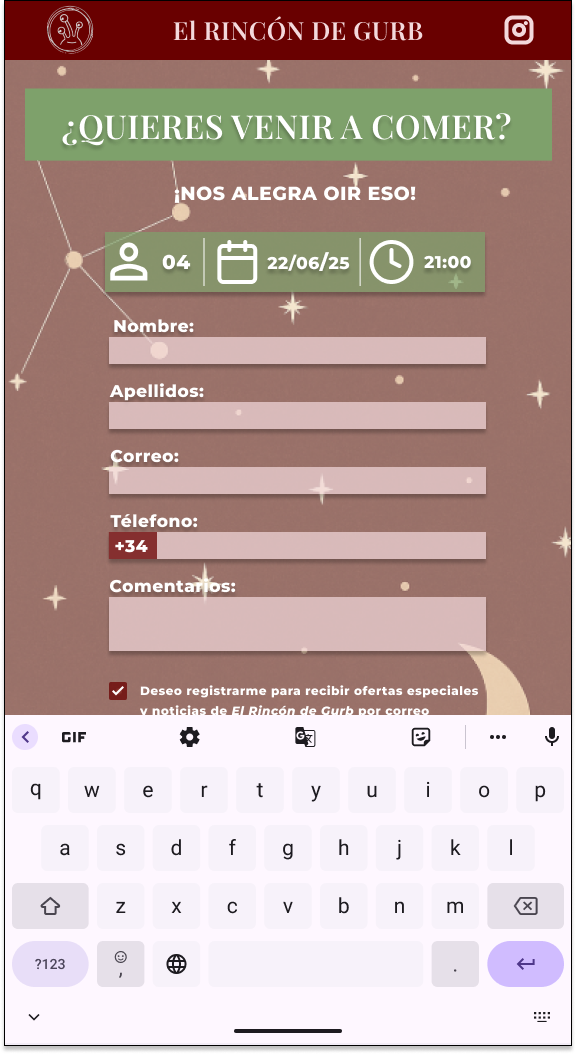 El RINCÓN DE GURB
¿QUIERES VENIR A COMER?
¡NOS ALEGRA OIR ESO!
04 22/06/25 21:00
Nombre:
Apellidos:
Correo:
Télefono:
+34
Comentarios:
Deseo registrarme para recibir ofertas especiales
y noticias de El Rincón de Gurb por correo
GIF
q w e r t y u i o p
a s d f g h j k l
z x c v b n m
?123 , .